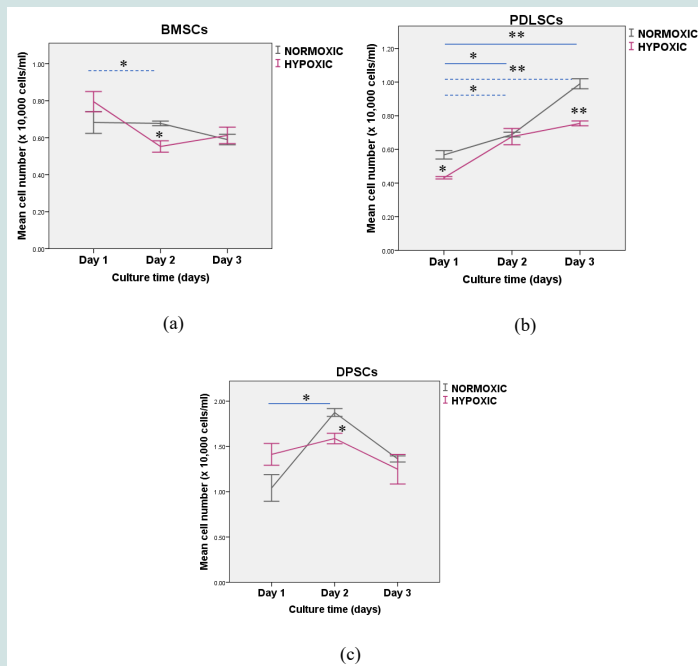 BMSCs
NORMOXIC
HYPOXIC
Mean cell number (x 10,000 cells/ml)
1.00
0.80
0.60
0.40
0.20
0.00
*
*
Day 1 Day 2 Day 3
Culture time (days)
(a)
PDLSCs
NORMOXIC
HYPOXIC
Mean cell number (x 10,000 cells/ml)
1.20
1.00
0.80
0.60
0.40
0.20
0.00
**
*
**
*
**
*
Day 1 Day 2 Day 3
Culture time (days)
(b)
DPSCs
NORMOXIC
HYPOXIC
Mean cell number (x 10,000 cells/ml)
2.00
1.50
1.00
0.50
0.00
*
*
Day 1 Day 2 Day 3
Culture time (days)
(c)